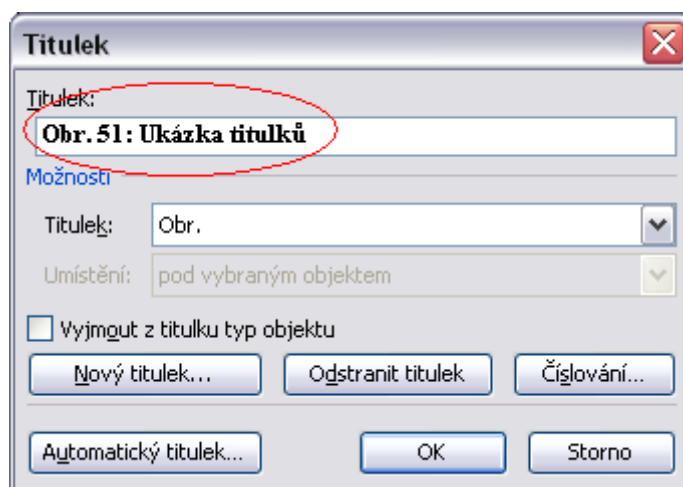 Titulek
Titulek:
Obr. 51: Ukázka titulků
Možnosti
Titulek: Obr.
Umístění: pod vybraným objektem
Vyjmout z titulku typ objektu
Nový titulek... Odstranit titulek Číslování...
Automatický titulek... OK Storno